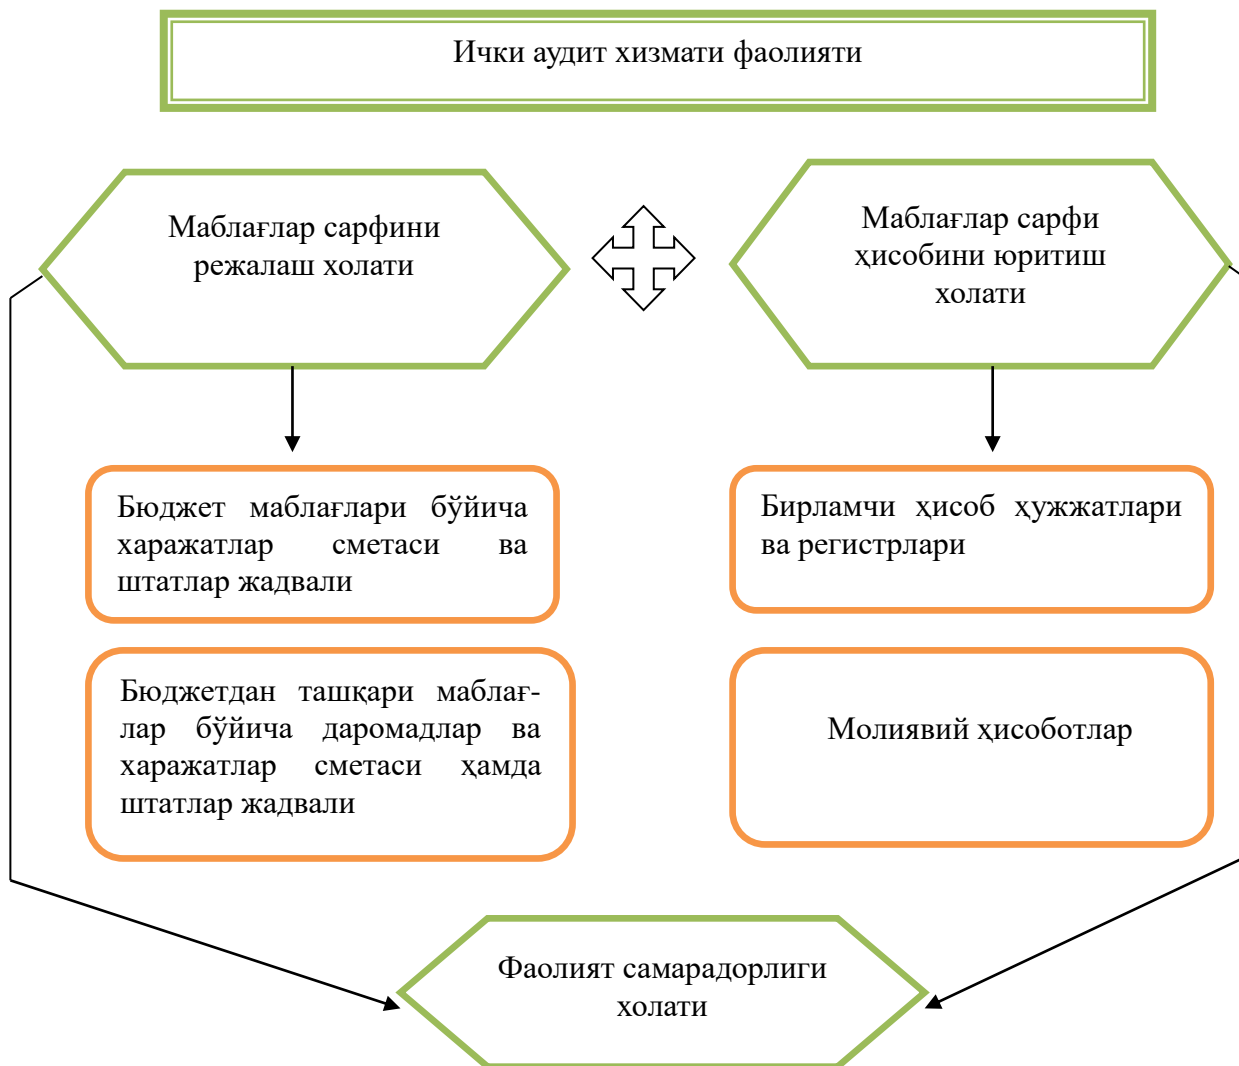 Ички аудит хизмати фаолияти
Маблағлар сарфини
режалаш холати
Маблағлар сарфи
ҳисобини юритиш
холати
Бюджет маблағлари бўйича
харажатлар сметаси ва
штатлар жадвали
Бирламчи ҳисоб ҳужжатлари
ва регистрлари
Бюджетдан ташқари маблағ-
лар бўйича даромадлар ва
харажатлар сметаси ҳамда
штатлар жадвали
Молиявий ҳисоботлар
Фаолият самарадорлиги
холати